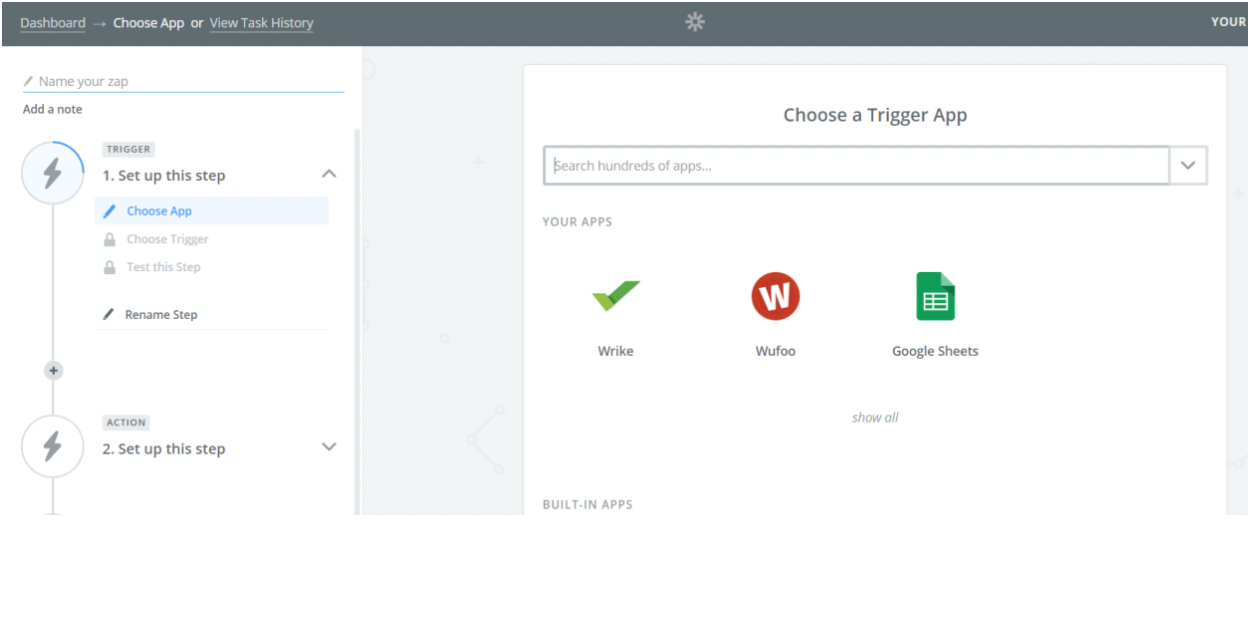 Dashboard → Choose App or View Task History
YOUR
Name your zap
Add a note
TRIGGER
1. Set up this step
Choose App
Choose Trigger
Test this Step
Rename Step
+
ACTION
2. Set up this step
Choose a Trigger App
Search hundreds of apps...
YOUR APPS
W
Wrike Wufoo Google Sheets
show all
BUILT-IN APPS